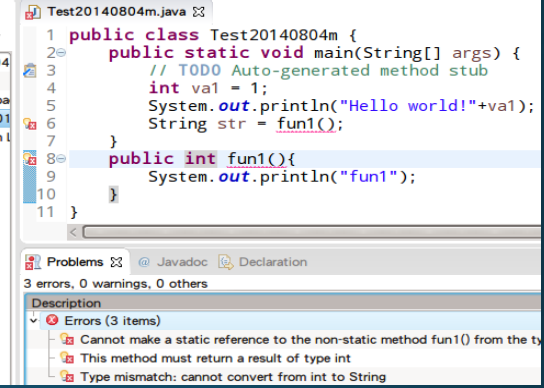 Test20140804m.java
1 public class Test20140804m {
2 public static void main(String[] args) {
3 // TODO Auto-generated method stub
4 int va1 = 1;
5 System.out.println("Hello world!"+va1);
6 String str = fun1();
7 }
8 public int fun1(){
9 System.out.println("fun1");
10 }
11 }
Problems @ Javadoc Declaration
3 errors, 0 warnings, 0 others
Description
Errors (3 items)
Cannot make a static reference to the non-static method fun1() from the ty
This method must return a result of type int
Type mismatch: cannot convert from int to String